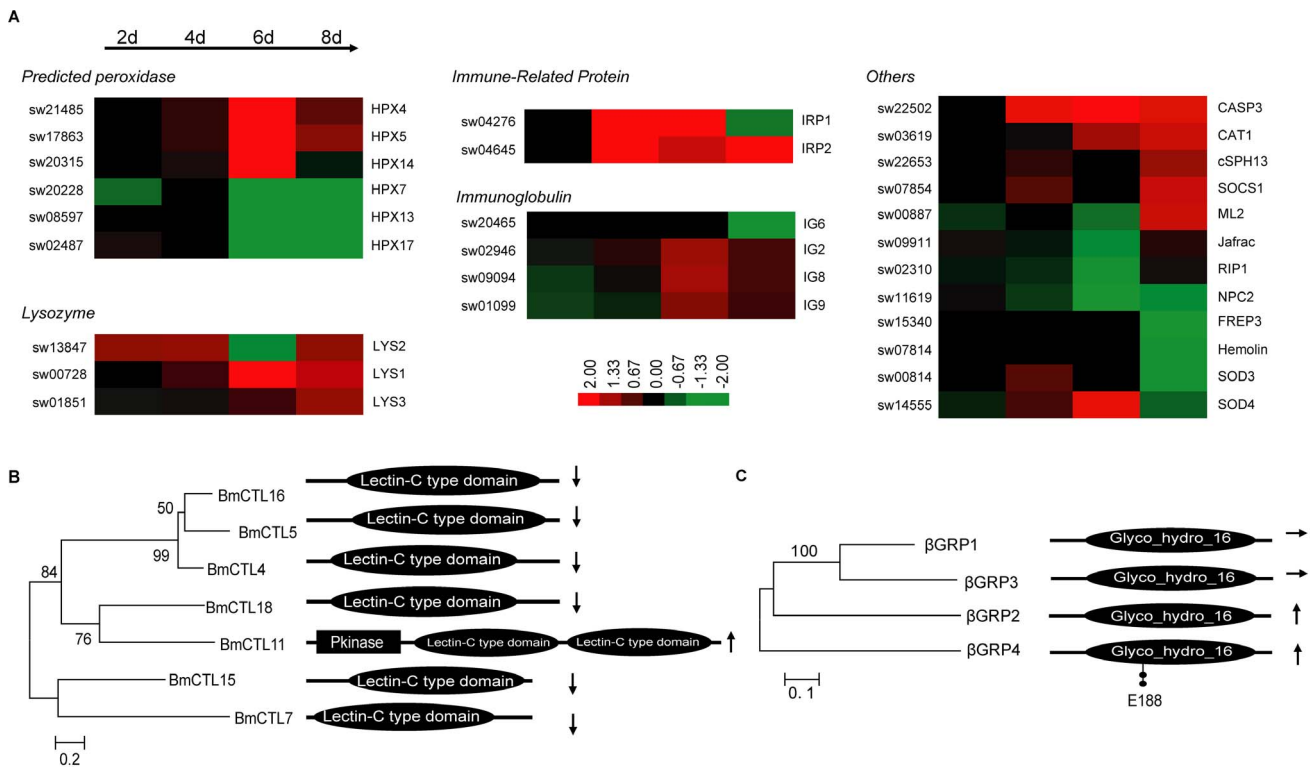 A
2d 4d 6d 8d
Predicted peroxidase
sw21485 HPX4
sw17863 HPX5
sw20315 HPX14
sw20228 HPX7
sw08597 HPX13
sw02487 HPX17
Lysozyme
sw13847 LYS2
sw00728 LYS1
sw01851 LYS3
Immune-Related Protein
sw04276 IRP1
sw04645 IRP2
Immunoglobulin
sw20465 IG6
sw02946 IG2
sw09094 IG8
sw01099 IG9
2.00 1.33 0.67 0.00 -0.67 -1.33 -2.00
Others
sw22502 CASP3
sw03619 CAT1
sw22653 cSPH13
sw07854 SOCS1
sw00887 ML2
sw09911 Jafrac
sw02310 RIP1
sw11619 NPC2
sw15340 FREP3
sw07814 Hemolin
sw00814 SOD3
sw14555 SOD4
B
BmCTL16 Lectin-C type domain ↓
50
BmCTL5 Lectin-C type domain ↓
99
BmCTL4 Lectin-C type domain ↓
84
BmCTL18 Lectin-C type domain ↓
76
BmCTL11 Pkinase Lectin-C type domain Lectin-C type domain ↑
BmCTL15 Lectin-C type domain ↓
BmCTL7 Lectin-C type domain ↓
0.2
C
100
βGRP1 Glyco_hydro_16 →
βGRP3 Glyco_hydro_16 →
βGRP2 Glyco_hydro_16 ↑
βGRP4 Glyco_hydro_16 ↑
0. 1
E188